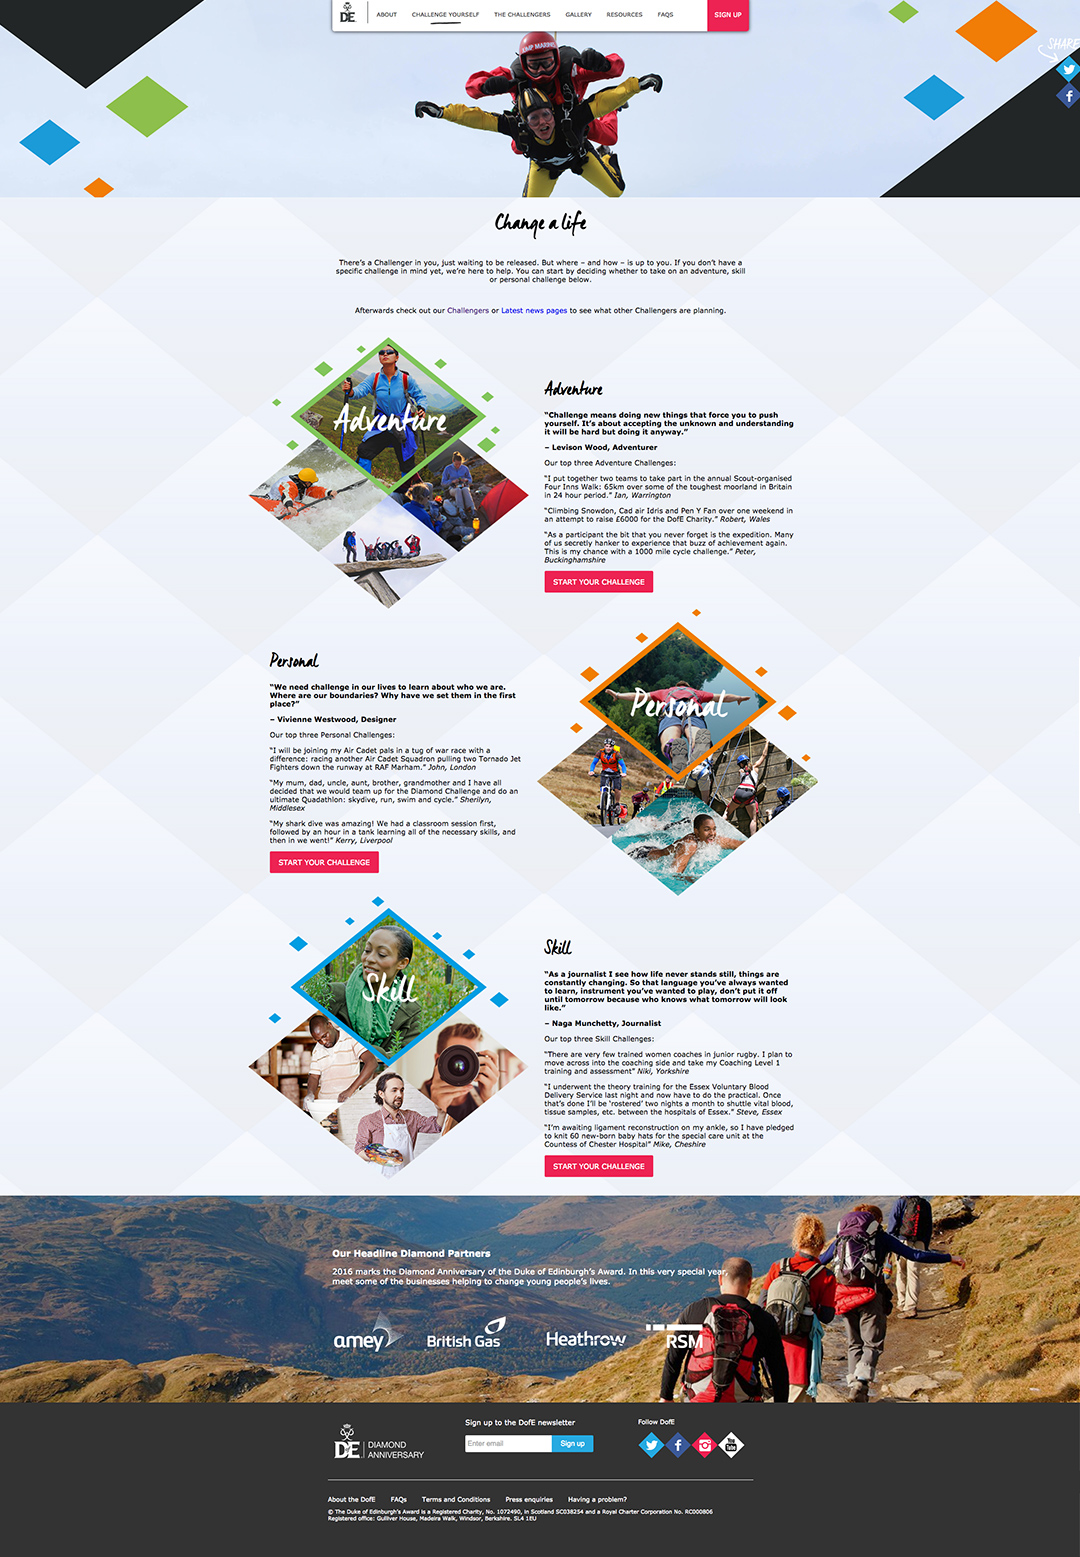 DofE
ABOUT
CHALLENGE YOURSELF
THE CHALLENGERS
GALLERY
RESOURCES
FAQS
SIGN UP
SHARE
Change a life
There's a Challenger in you, just waiting to be released. But where – and how – is up to you. If you don't have a
specific challenge in mind yet, we're here to help. You can start by deciding whether to take on an adventure, skill
or personal challenge below.
Afterwards check out our Challengers or Latest news pages to see what other Challengers are planning.
Adventure
Adventure
“Challenge means doing new things that force you to push
yourself. It's about accepting the unknown and understanding
it will be hard but doing it anyway.”
– Levison Wood, Adventurer
Our top three Adventure Challenges:
“I put together two teams to take part in the annual Scout-organised
Four Inns Walk: 65km over some of the toughest moorland in Britain
in 24 hour period.” Ian, Warrington
“Climbing Snowdon, Cad air Idris and Pen Y Fan over one weekend in
an attempt to raise £6000 for the DofE Charity.” Robert, Wales
“As a participant the bit that you never forget is the expedition. Many
of us secretly hanker to experience that buzz of achievement again.
This is my chance with a 1000 mile cycle challenge.” Peter,
Buckinghamshire
START YOUR CHALLENGE
Personal
“We need challenge in our lives to learn about who we are.
Where are our boundaries? Why have we set them in the first
place?”
– Vivienne Westwood, Designer
Our top three Personal Challenges:
“I will be joining my Air Cadet pals in a tug of war race with a
difference: racing another Air Cadet Squadron pulling two Tornado Jet
Fighters down the runway at RAF Marham.” John, London
“My mum, dad, uncle, aunt, brother, grandmother and I have all
decided that we would team up for the Diamond Challenge and do an
ultimate Quadathlon: skydive, run, swim and cycle.” Sherilyn,
Middlesex
“My shark dive was amazing! We had a classroom session first,
followed by an hour in a tank learning all of the necessary skills, and
then in we went!” Kerry, Liverpool
START YOUR CHALLENGE
Personal
Skill
Skill
“As a journalist I see how life never stands still, things are
constantly changing. So that language you've always wanted
to learn, instrument you've wanted to play, don't put it off
until tomorrow because who knows what tomorrow will look
like.”
– Naga Munchetty, Journalist
Our top three Skill Challenges:
“There are very few trained women coaches in junior rugby. I plan to
move across into the coaching side and take my Coaching Level 1
training and assessment” Niki, Yorkshire
“I underwent the theory training for the Essex Voluntary Blood
Delivery Service last night and now have to do the practical. Once
that's done I'll be ‘rostered’ two nights a month to shuttle vital blood,
tissue samples, etc. between the hospitals of Essex.” Steve, Essex
“I'm awaiting ligament reconstruction on my ankle, so I have pledged
to knit 60 new-born baby hats for the special care unit at the
Countess of Chester Hospital” Mike, Cheshire
START YOUR CHALLENGE
Our Headline Diamond Partners
2016 marks the Diamond Anniversary of the Duke of Edinburgh's Award. In this very special year,
meet some of the businesses helping to change young people's lives.
amey
British Gas
Heathrow
RSM
DofE
DIAMOND
ANNIVERSARY
Sign up to the DofE newsletter
Enter email
Sign up
Follow DofE
You
Tube
About the DofE
FAQs
Terms and Conditions
Press enquiries
Having a problem?
© The Duke of Edinburgh's Award is a Registered Charity, No. 1072490, in Scotland SC038254 and a Royal Charter Corporation No. RC000806
Registered office: Gulliver House, Madeira Walk, Windsor, Berkshire. SL4 1EU